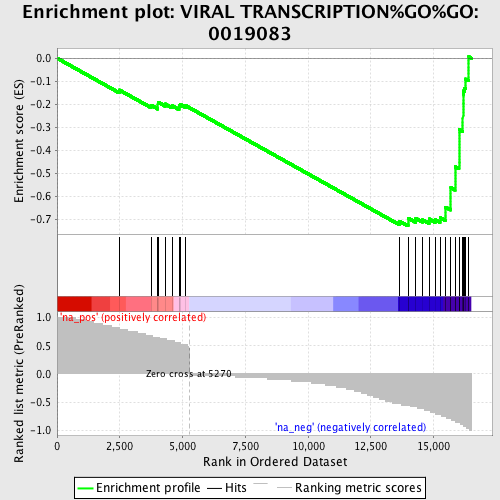 Enrichment plot: VIRAL TRANSCRIPTION%GO%GO:
0019083
Enrichment score (ES)
0.0
-0.1
-0.2
-0.3
-0.4
-0.5
-0.6
-0.7
Ranked list metric (PreRanked)
1.0
0.5
0.0
-0.5
-1.0
'na_pos' (positively correlated)
Zero cross at 5270
'na_neg' (negatively correlated)
0 2,500 5,000 7,500 10,000 12,500 15,000
Rank in Ordered Dataset
Enrichment profile Hits Ranking metric scores